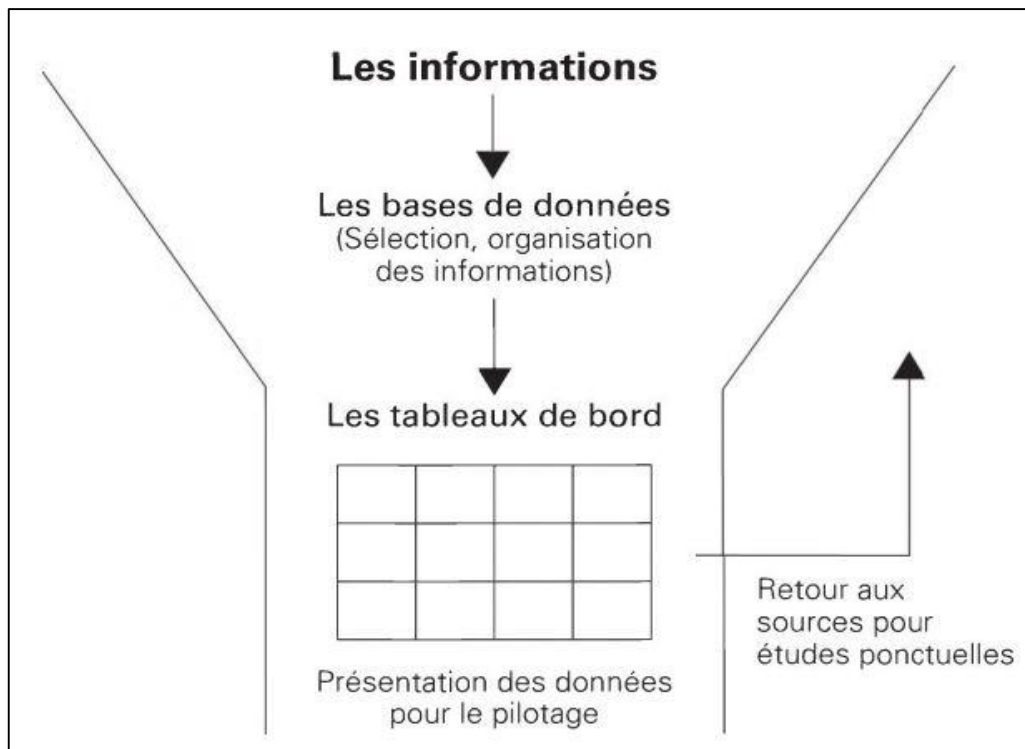 Les informations
Les bases de données
(Sélection, organisation
des informations)
Les tableaux de bord
Présentation des données
pour le pilotage
Retour aux
sources pour
études ponctuelles